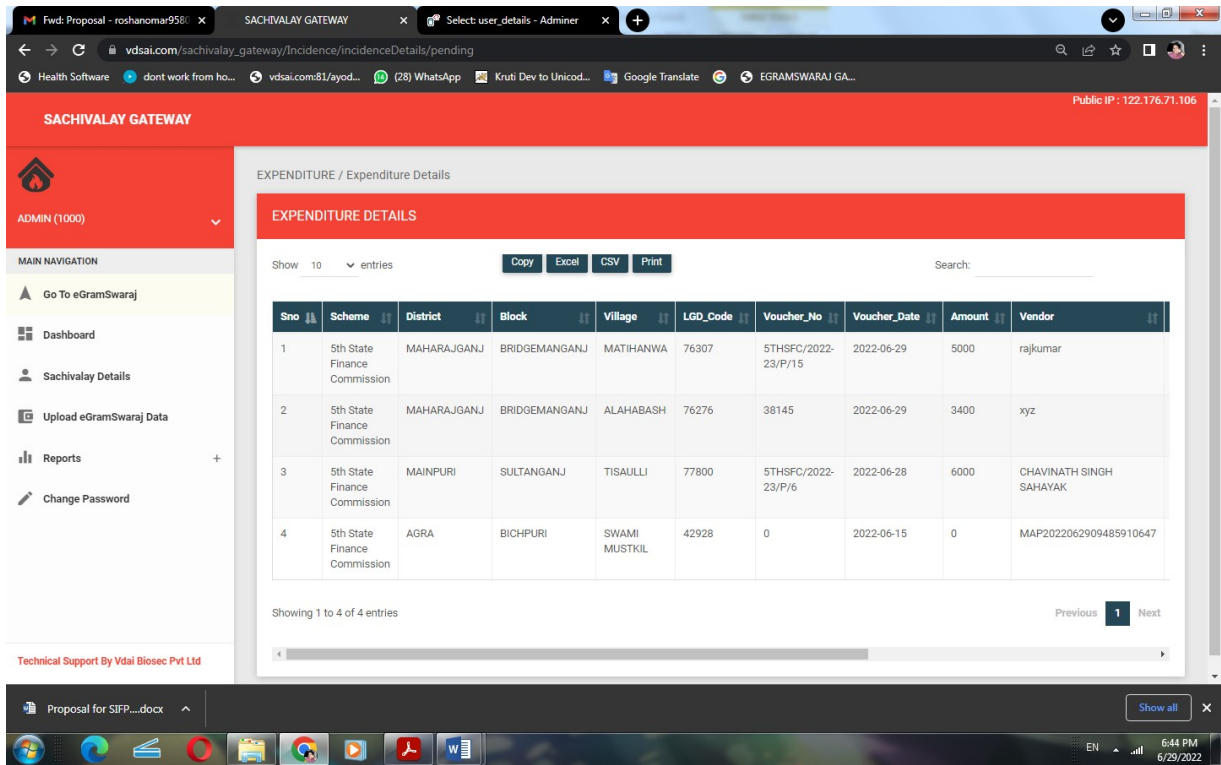 Fwd: Proposal - roshanomar9580
SACHIVALAY GATEWAY
Select: user_details - Adminer
vdsai.com/sachivalay_gateway/Incidence/incidenceDetails/pending
Health Software
dont work from ho...
vdsai.com:81/ayod...
(28) WhatsApp
Kruti Dev to Unicod...
Google Translate
EGRAMSWARAJ GA...
Public IP : 122.176.71.106
SACHIVALAY GATEWAY
ADMIN (1000)
MAIN NAVIGATION
Go To eGramSwaraj
Dashboard
Sachivalay Details
Upload eGramSwaraj Data
Reports +
Change Password
Technical Support By Vdai Biosec Pvt Ltd
EXPENDITURE / Expenditure Details
EXPENDITURE DETAILS
Show 10 entries
Copy Excel CSV Print
Search:
Sno Scheme District Block Village LGD_Code Voucher_No Voucher_Date Amount Vendor
1 5th State MAHARAJGANJ BRIDGEMANGANJ MATIHANWA 76307 5THSFC/2022- 2022-06-29 5000 rajkumar
Finance 23/P/15
Commission
2 5th State MAHARAJGANJ BRIDGEMANGANJ ALAHABASH 76276 38145 2022-06-29 3400 xyz
Finance
Commission
3 5th State MAINPURI SULTANGANJ TISAULLI 77800 5THSFC/2022- 2022-06-28 6000 CHAVINATH SINGH
Finance 23/P/6 SAHAYAK
Commission
4 5th State AGRA BICHPURI SWAMI 42928 0 2022-06-15 0 MAP2022062909485910647
Finance MUSTKIL
Commission
Showing 1 to 4 of 4 entries
Previous 1 Next
Proposal for SIFP....docx
Show all
EN
6:44 PM
6/29/2022